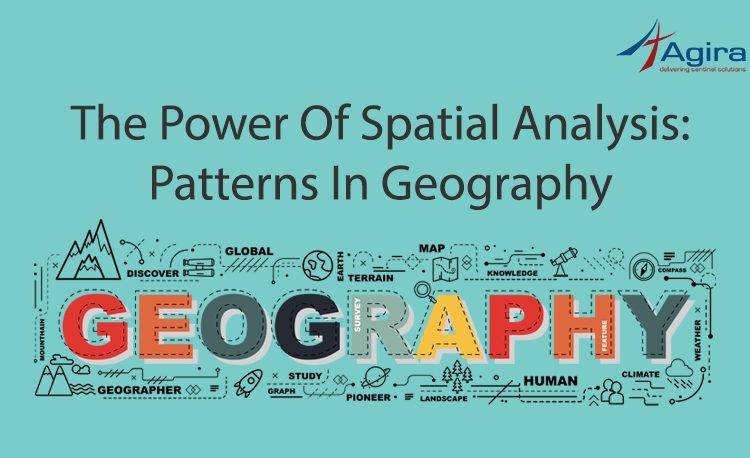 Agira
delivering sentinel solutions
The Power Of Spatial Analysis:
Patterns In Geography
DISCOVER
GLOBAL
EARTH
TERRAIN
MAP
KNOWLEDGE
COMPASS
MOUNTHAIN
GEOGRAPHY
SURVEY
FEATURE
WEATHER
GEOGRAPHER
GRAPH
STUDY
PIONEER
LANDSCAPE
HUMAN
CLIMATE